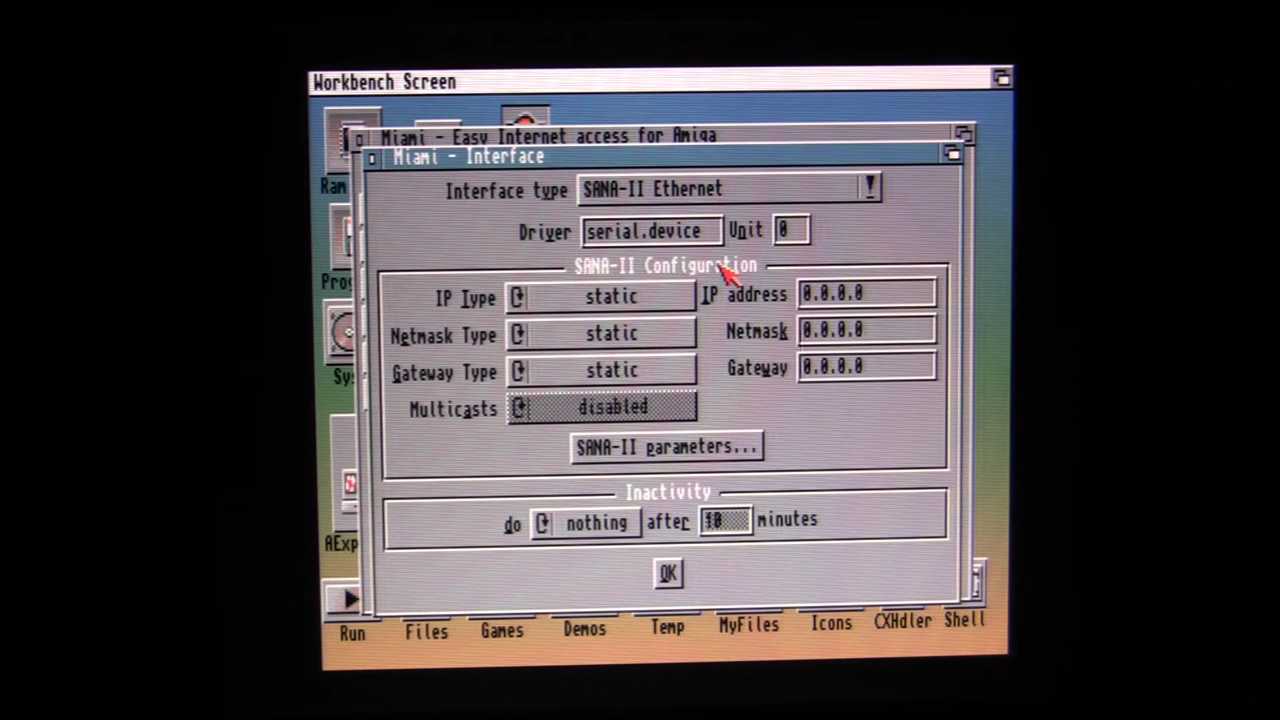 Workbench Screen
Miami - Easy Internet access for Amiga
Miami - Interface
Ram
Interface type SANA-II Ethernet
Driver serial.device Unit 0
SANA-II Configuration
Prog
IP Type static IP address 0.0.0.0
Netmask Type static Netmask 0.0.0.0
Gateway Type static Gateway 0.0.0.0
Sys
Multicasts disabled
SANA-II parameters...
Inactivity
do nothing after 10 minutes
AExp
OK
Run Files Games Demos Temp MyFiles Icons CXHdler Shell